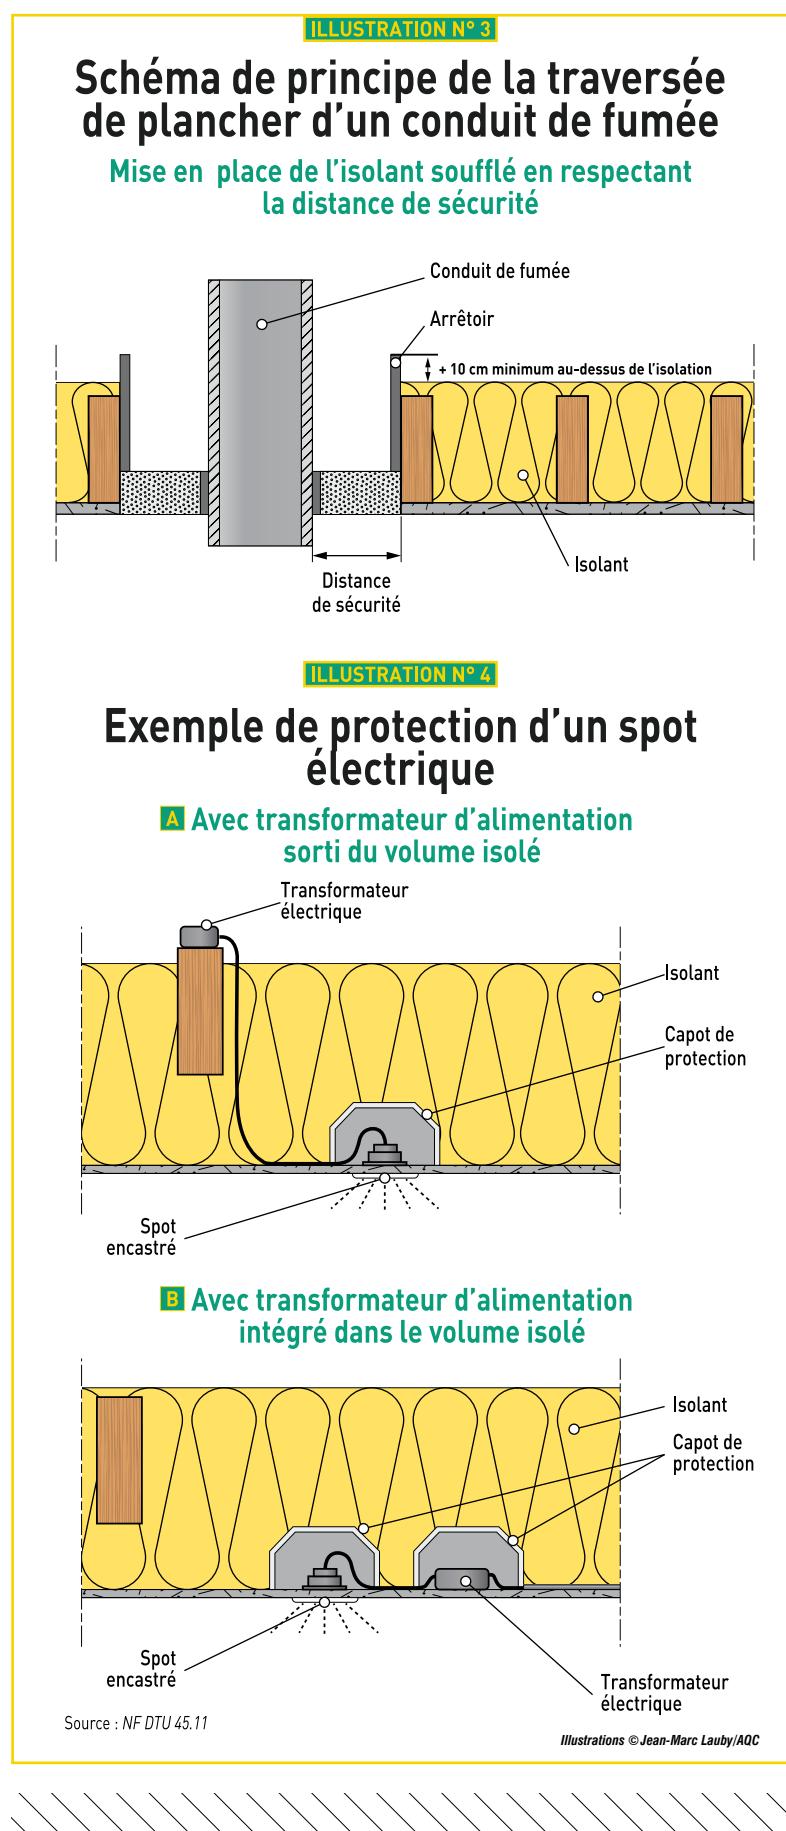 ILLUSTRATION N° 3
Schéma de principe de la traversée
de plancher d’un conduit de fumée
Mise en place de l’isolant soufflé en respectant
la distance de sécurité
Conduit de fumée
Arrêtoir
+ 10 cm minimum au-dessus de l’isolation
Isolant
Distance
de sécurité
ILLUSTRATION N° 4
Exemple de protection d’un spot
électrique
A Avec transformateur d’alimentation
sorti du volume isolé
Transformateur
électrique
Isolant
Capot de
protection
Spot
encastré
B Avec transformateur d’alimentation
intégré dans le volume isolé
Isolant
Capot de
protection
Spot
encastré
Transformateur
électrique
Source : NF DTU 45.11
Illustrations © Jean-Marc Lauby/AQC